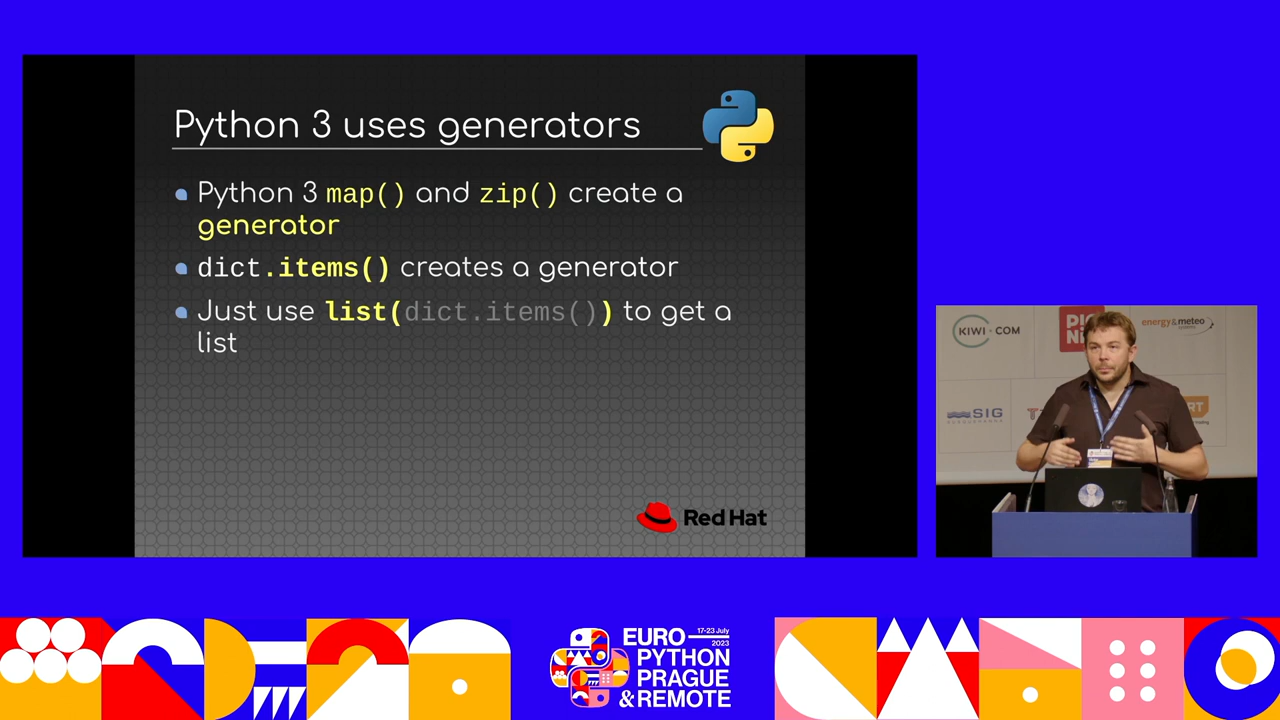 Python 3 uses generators
Python 3 map() and zip() create a
generator
dict.items() creates a generator
Just use list(dict.items()) to get a
list
Red Hat
KIWI.COM
energy&meteo
SIG
EURO
17-23 July
2023
PYTHON
PRAGUE
&REMOTE